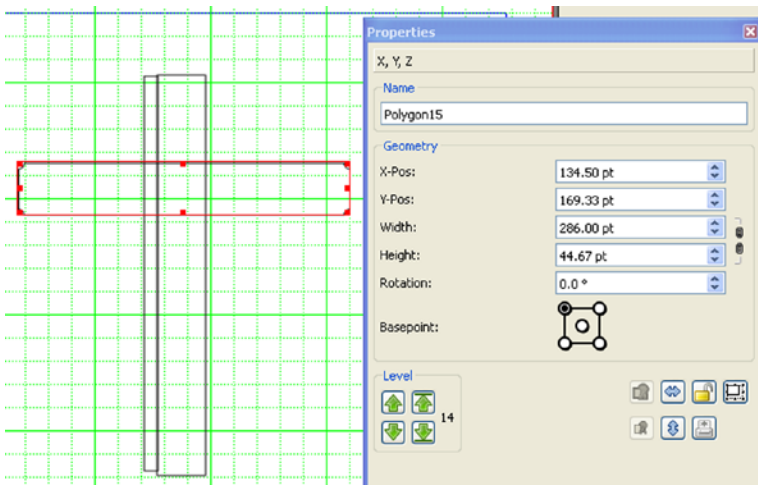 Properties
X, Y, Z
Name
Polygon15
Geometry
X-Pos: 134.50 pt
Y-Pos: 169.33 pt
Width: 286.00 pt
Height: 44.67 pt
Rotation: 0.0 °
Basepoint:
Level
14